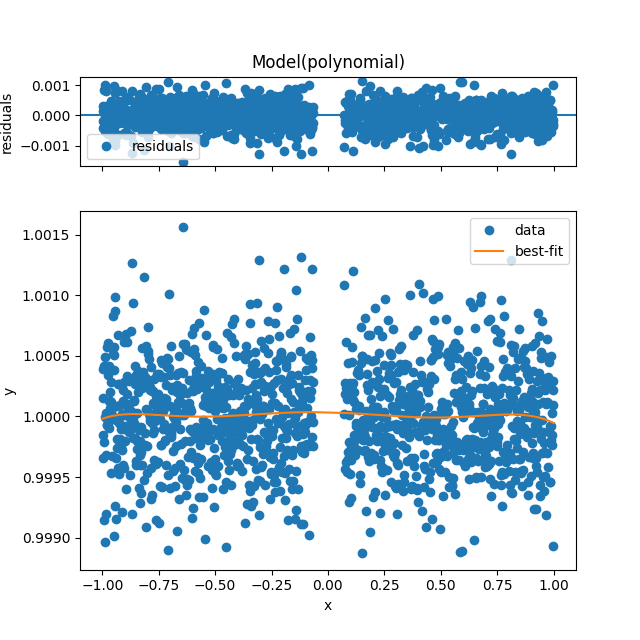 Model(polynomial)
0.001
0.000
−0.001
residuals
residuals
1.0015
1.0010
1.0005
1.0000
0.9995
0.9990
y
data
best-fit
−1.00 −0.75 −0.50 −0.25 0.00 0.25 0.50 0.75 1.00
x